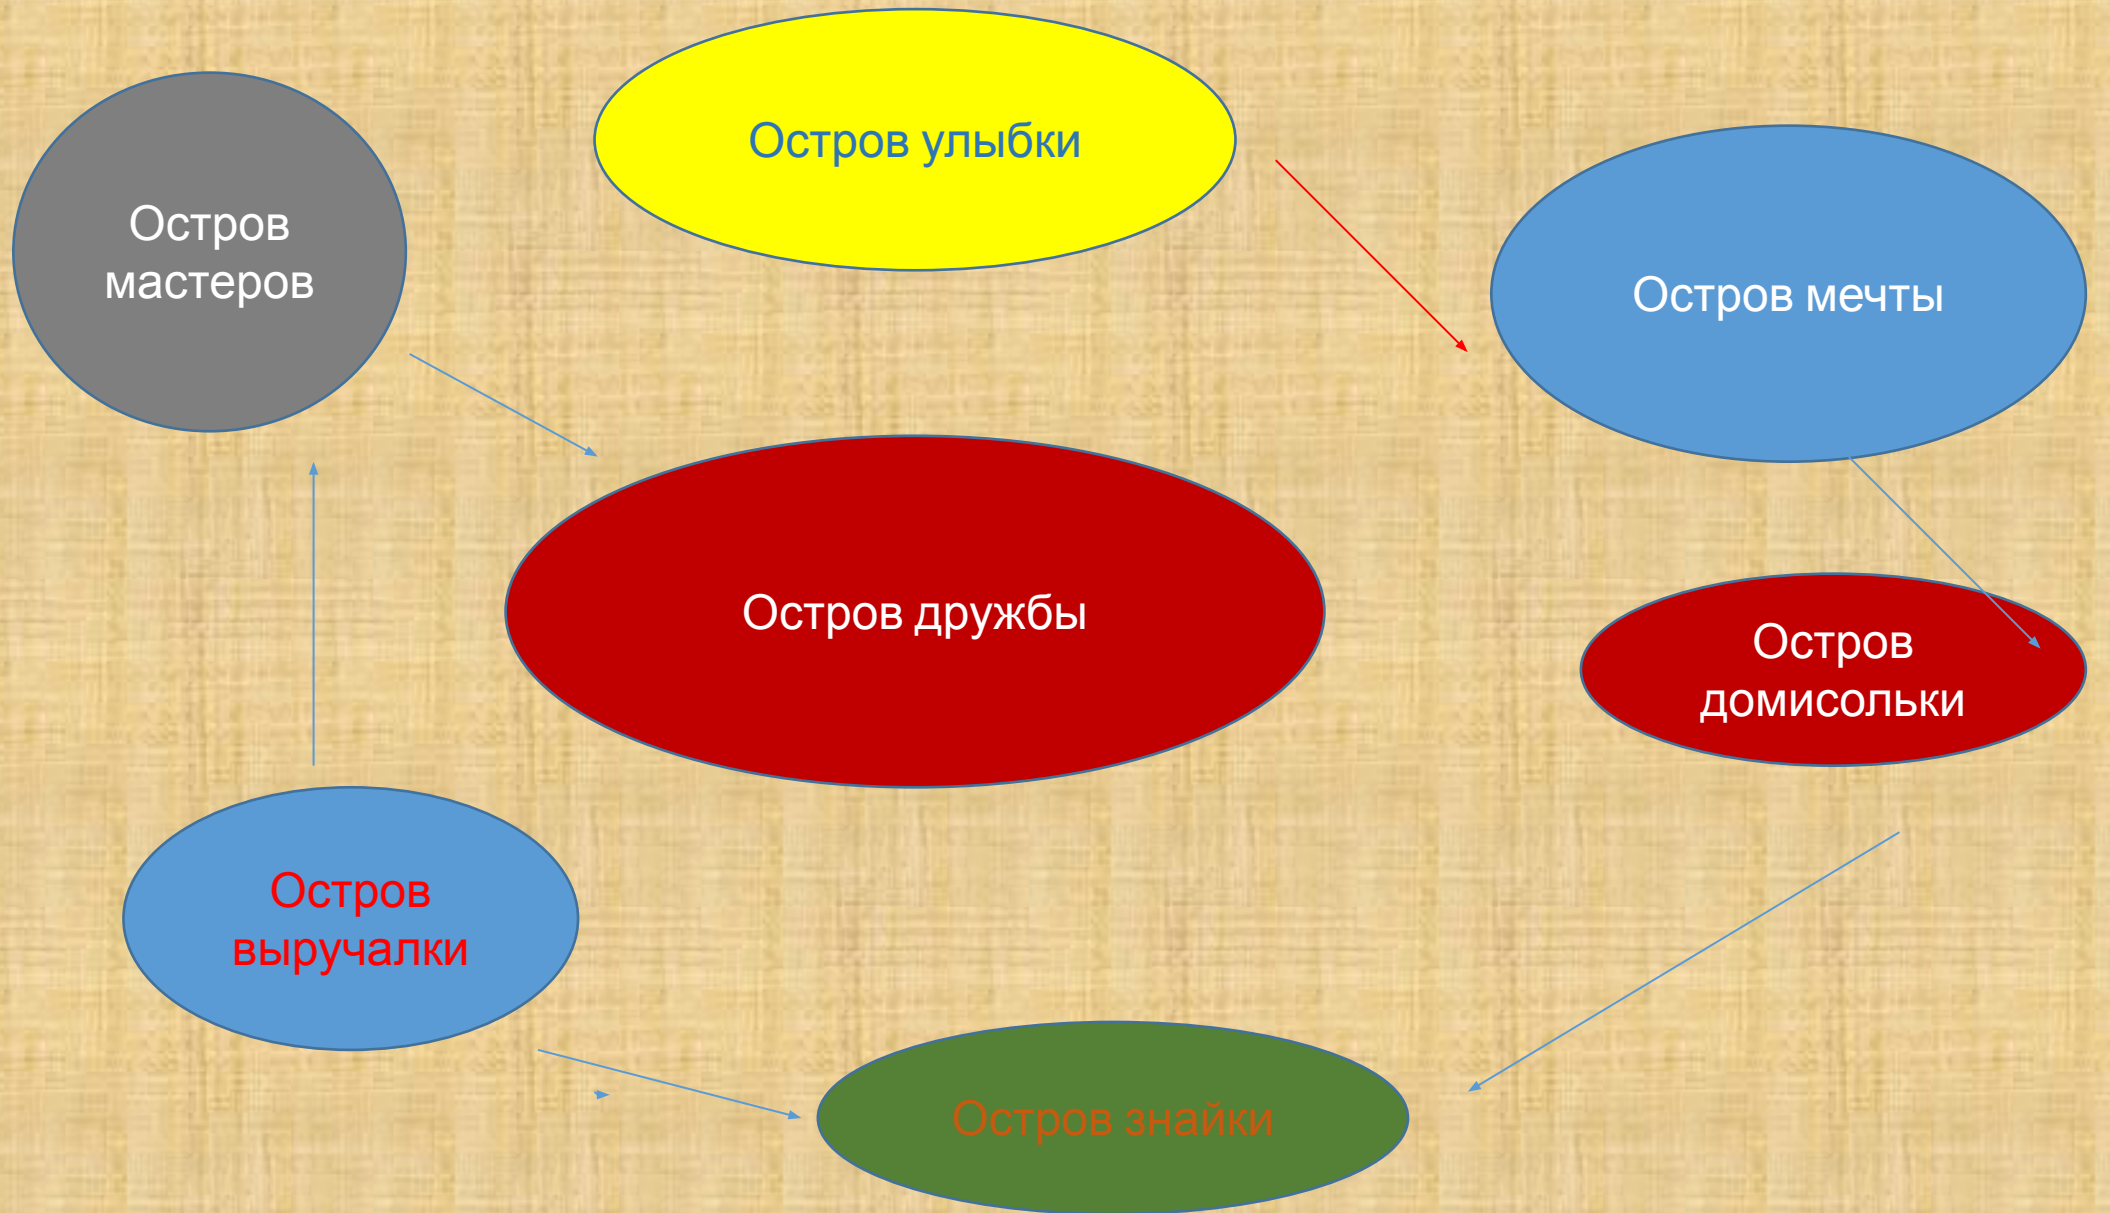 Остров улыбки
Остров
мастеров
Остров мечты
Остров дружбы
Остров
домисольки
Остров
выручалки
Остров знайки